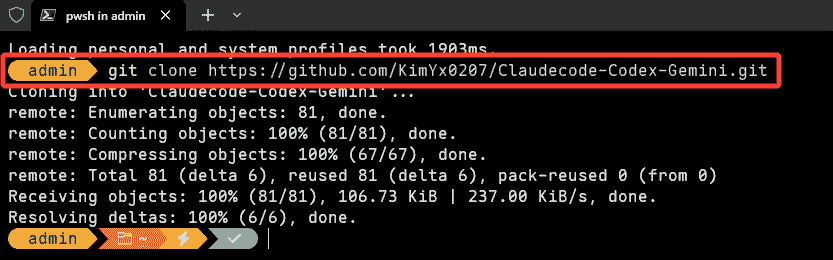 pwsh in admin
Loading personal and system profiles took 1903ms.
admin git clone https://github.com/KimYx0207/Claudecode-Codex-Gemini.git
Cloning into 'Claudecode-Codex-Gemini'...
remote: Enumerating objects: 81, done.
remote: Counting objects: 100% (81/81), done.
remote: Compressing objects: 100% (67/67), done.
remote: Total 81 (delta 6), reused 81 (delta 6), pack-reused 0 (from 0)
Receiving objects: 100% (81/81), 106.73 KiB | 237.00 KiB/s, done.
Resolving deltas: 100% (6/6), done.
admin ~